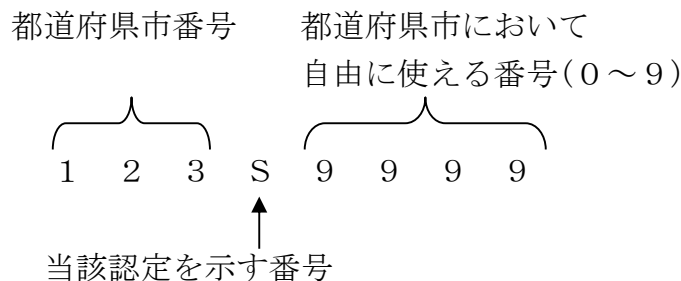 都道府県市番号
都道府県市において
自由に使える番号(0～9)
1 2 3 S 9 9 9 9
当該認定を示す番号